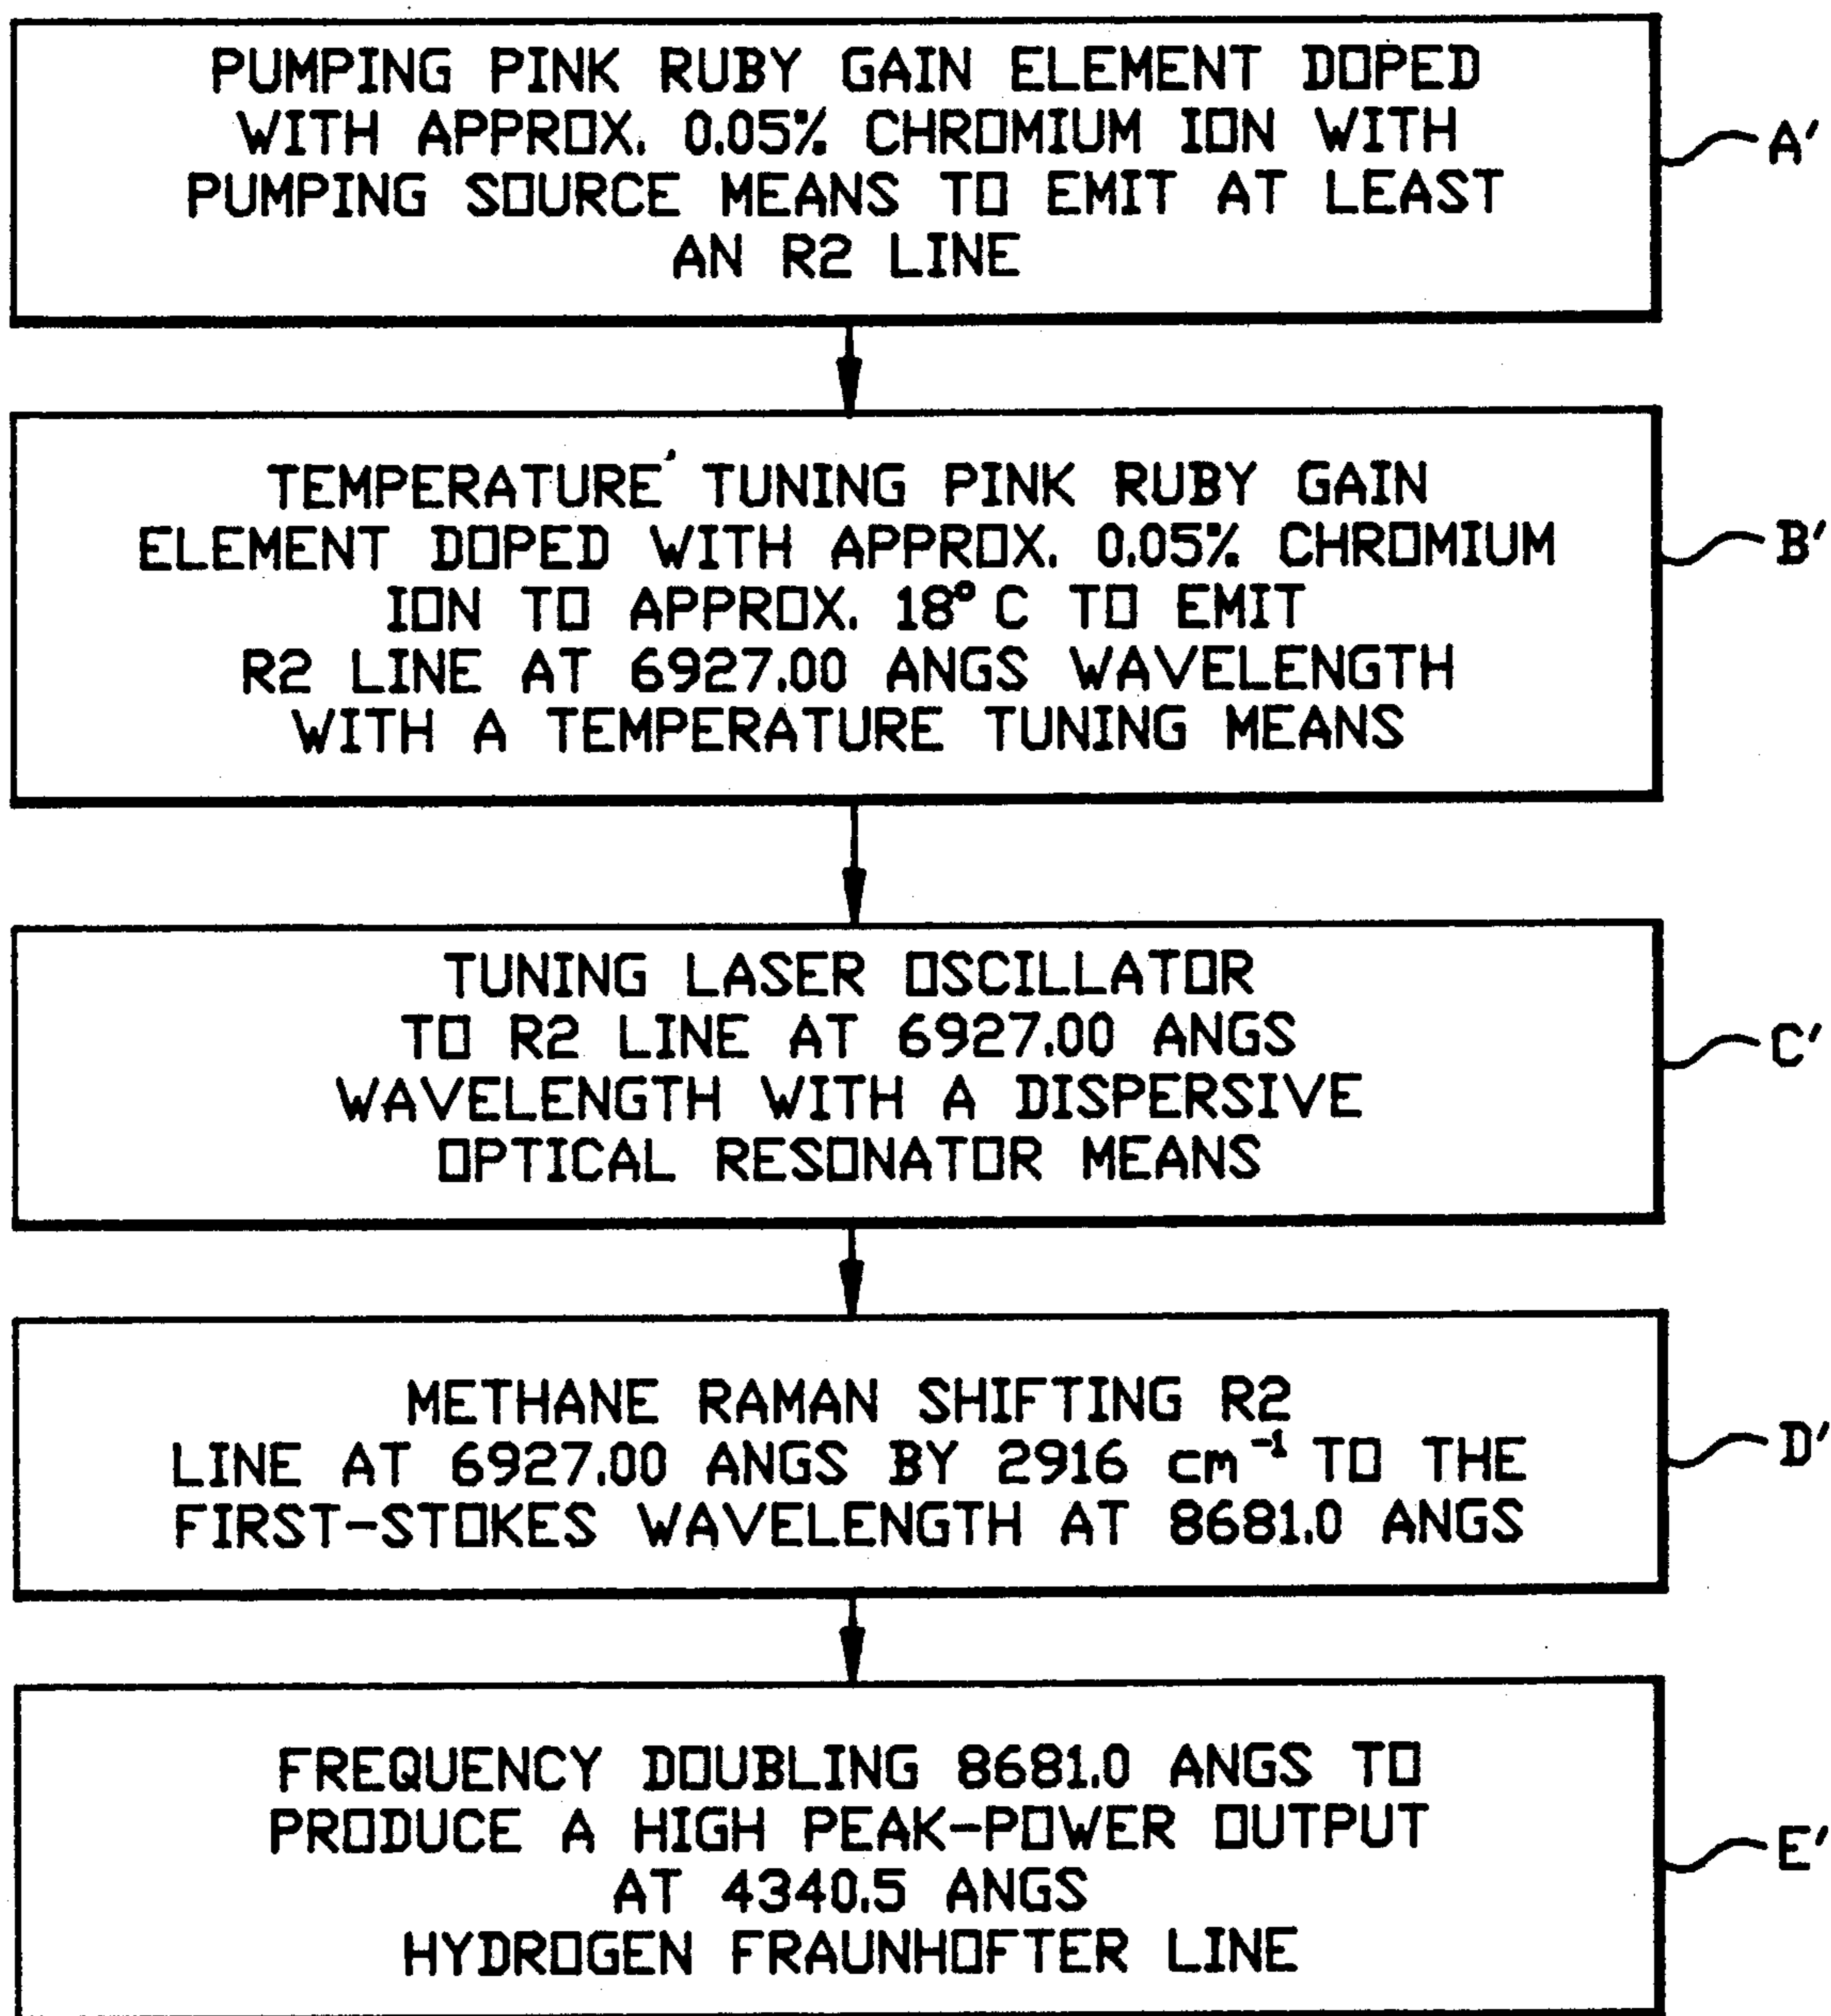 PUMPING PINK RUBY GAIN ELEMENT DOPED
WITH APPROX. 0.05% CHROMIUM ION WITH
PUMPING SOURCE MEANS TO EMIT AT LEAST
AN R2 LINE
A'
TEMPERATURE TUNING PINK RUBY GAIN
ELEMENT DOPED WITH APPROX. 0.05% CHROMIUM
ION TO APPROX. 18° C TO EMIT
R2 LINE AT 6927.00 ANGS WAVELENGTH
WITH A TEMPERATURE TUNING MEANS
B'
TUNING LASER OSCILLATOR
TO R2 LINE AT 6927.00 ANGS
WAVELENGTH WITH A DISPERSIVE
OPTICAL RESONATOR MEANS
C'
METHANE RAMAN SHIFTING R2
LINE AT 6927.00 ANGS BY 2916 cm⁻¹ TO THE
FIRST-STOKES WAVELENGTH AT 8681.0 ANGS
D'
FREQUENCY DOUBLING 8681.0 ANGS TO
PRODUCE A HIGH PEAK-POWER OUTPUT
AT 4340.5 ANGS
HYDROGEN FRAUNHOFTER LINE
E'